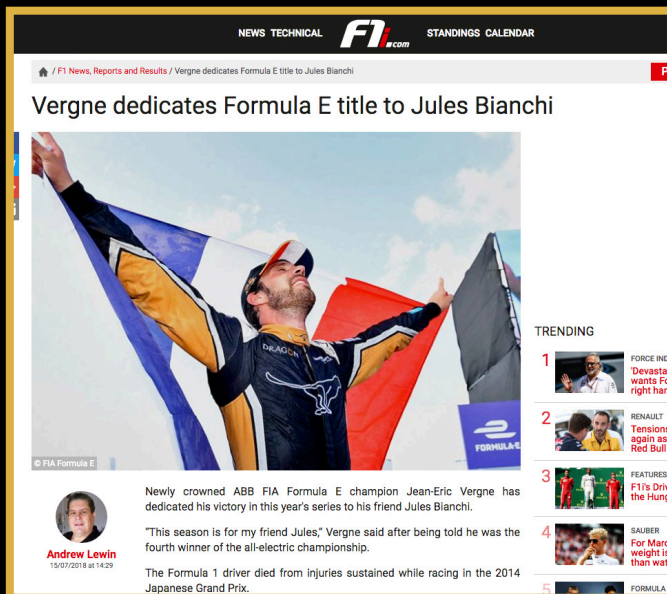 NEWS TECHNICAL
F1i.com
STANDINGS CALENDAR
/ F1 News, Reports and Results / Vergne dedicates Formula E title to Jules Bianchi
P
Vergne dedicates Formula E title to Jules Bianchi
DRAGON
FORMULA-E
© FIA Formula E
Newly crowned ABB FIA Formula E champion Jean-Eric Vergne has
dedicated his victory in this year's series to his friend Jules Bianchi.
"This season is for my friend Jules," Vergne said after being told he was the
fourth winner of the all-electric championship.
The Formula 1 driver died from injuries sustained while racing in the 2014
Japanese Grand Prix.
Andrew Lewin
15/07/2018 at 14:29
TRENDING
1
FORCE IND
'Devasta
wants Fo
right han
2
RENAULT
Tensions
again as
Red Bull
3
FEATURES
F1i's Driv
the Hung
4
SAUBER
For Marc
weight is
than wat
5
FORMULA